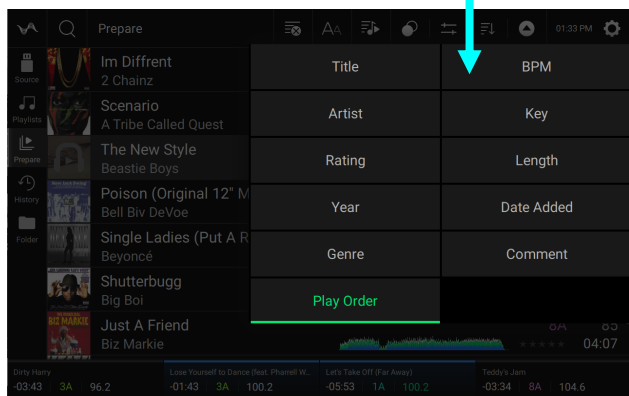 Prepare
AA
01:33 PM
Source
Playlists
Prepare
History
Folder
Im Diffrent
2 Chainz
Scenario
A Tribe Called Quest
The New Style
Beastie Boys
Poison (Original 12" M
Bell Biv DeVoe
Single Ladies (Put A R
Beyoncé
Shutterbugg
Big Boi
BIZ MARKIE
Just A Friend
Biz Markie
Title
BPM
Artist
Key
Rating
Length
Year
Date Added
Genre
Comment
Play Order
8A 85
04:07
Dirty Harry
-03:43 3A 96.2
Lose Yourself to Dance (feat. Pharrell W...
-01:43 3A 100.2
Let's Take Off (Far Away)
-05:53 1A 100.2
Teddy's Jam
-03:34 8A 104.6